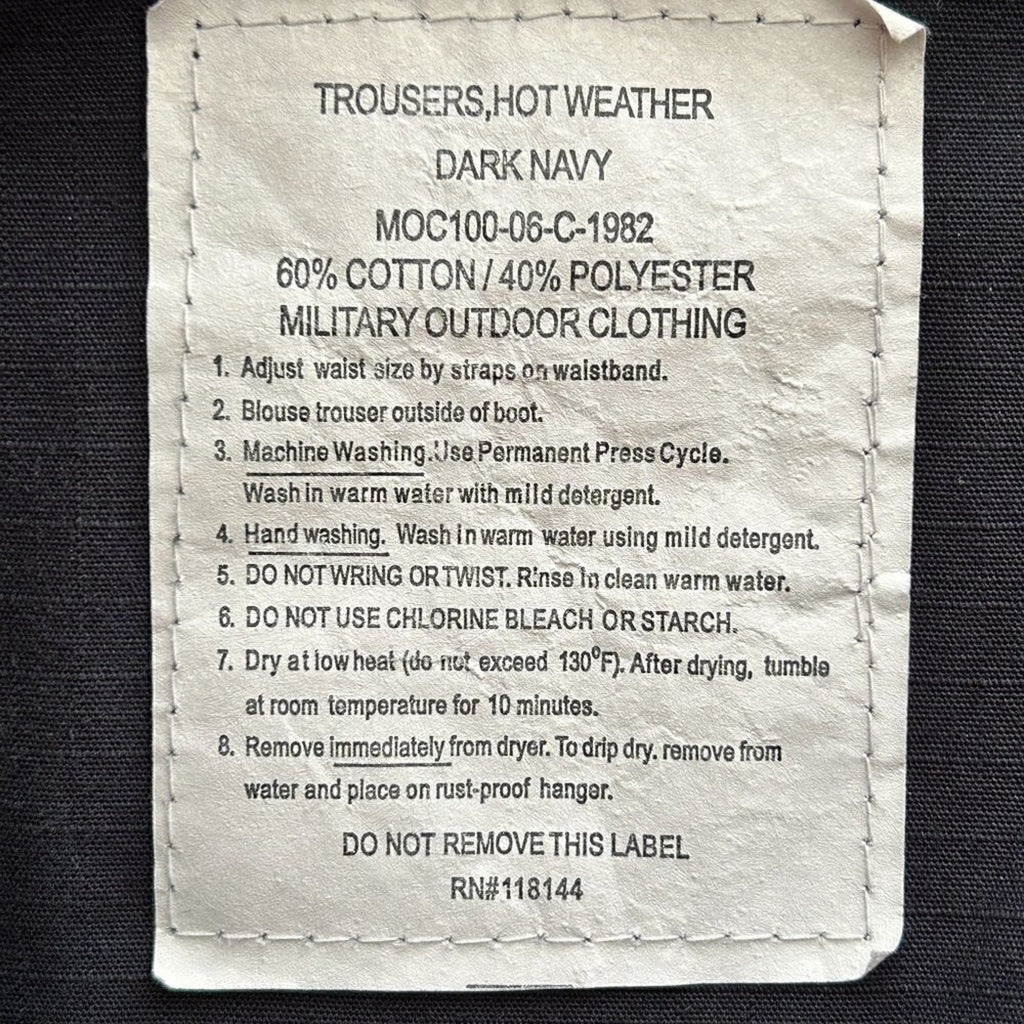 TROUSERS,HOT WEATHER
DARK NAVY
MOC100-06-C-1982
60% COTTON / 40% POLYESTER
MILITARY OUTDOOR CLOTHING
1. Adjust waist size by straps on waistband.
2. Blouse trouser outside of boot.
3. Machine Washing. Use Permanent Press Cycle.
Wash in warm water with mild detergent.
4. Hand washing. Wash in warm water using mild detergent.
5. DO NOT WRING OR TWIST. Rinse in clean warm water.
6. DO NOT USE CHLORINE BLEACH OR STARCH.
7. Dry at low heat (do not exceed 130°F). After drying, tumble
at room temperature for 10 minutes.
8. Remove immediately from dryer. To drip dry. remove from
water and place on rust-proof hanger.
DO NOT REMOVE THIS LABEL
RN#118144